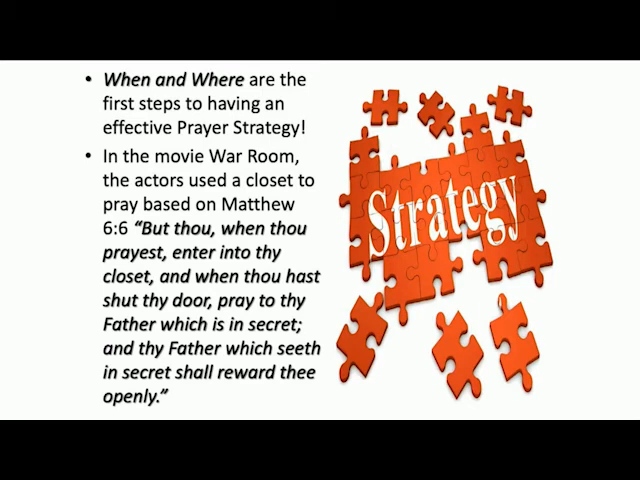 • When and Where are the
first steps to having an
effective Prayer Strategy!
• In the movie War Room,
the actors used a closet to
pray based on Matthew
6:6 “But thou, when thou
prayest, enter into thy
closet, and when thou hast
shut thy door, pray to thy
Father which is in secret;
and thy Father which seeth
in secret shall reward thee
openly.”
Strategy